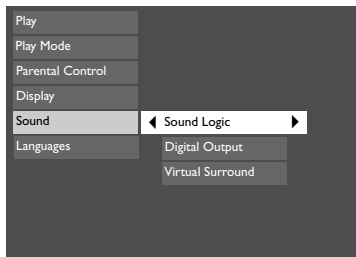 Play
Play Mode
Parental Control
Display
Sound
Sound Logic
Languages
Digital Output
Virtual Surround